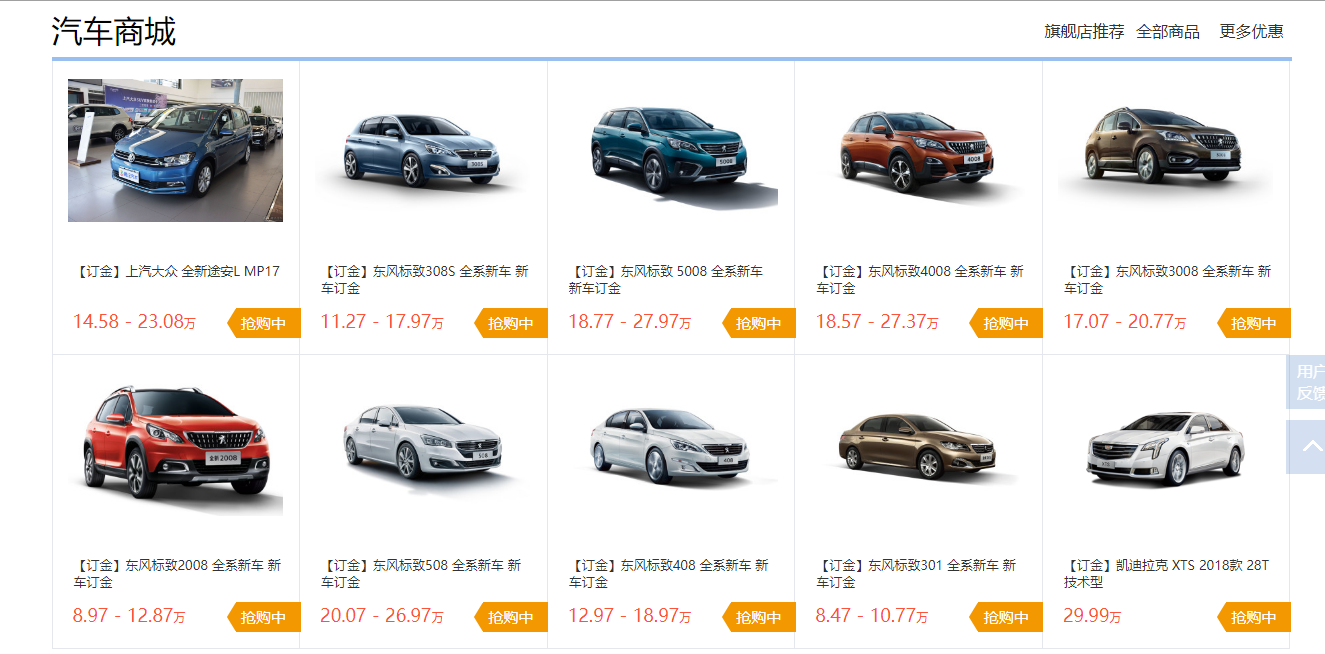 汽车商城
旗舰店推荐 全部商品 更多优惠
【订金】上汽大众 全新途安L MP17
14.58 - 23.08万
抢购中
3008
【订金】东风标致308S 全系新车 新
车订金
11.27 - 17.97万
抢购中
5008
【订金】东风标致 5008 全系新车
新车订金
18.77 - 27.97万
抢购中
4008
【订金】东风标致4008 全系新车 新
车订金
18.57 - 27.37万
抢购中
【订金】东风标致3008 全系新车 新
车订金
17.07 - 20.77万
抢购中
用户
反馈
全新 2008
【订金】东风标致2008 全系新车 新
车订金
8.97 - 12.87万
抢购中
508
【订金】东风标致508 全系新车 新
车订金
20.07 - 26.97万
抢购中
408
【订金】东风标致408 全系新车 新
车订金
12.97 - 18.97万
抢购中
【订金】东风标致301 全系新车 新
车订金
8.47 - 10.77万
抢购中
【订金】凯迪拉克 XTS 2018款 28T
技术型
29.99万
抢购中